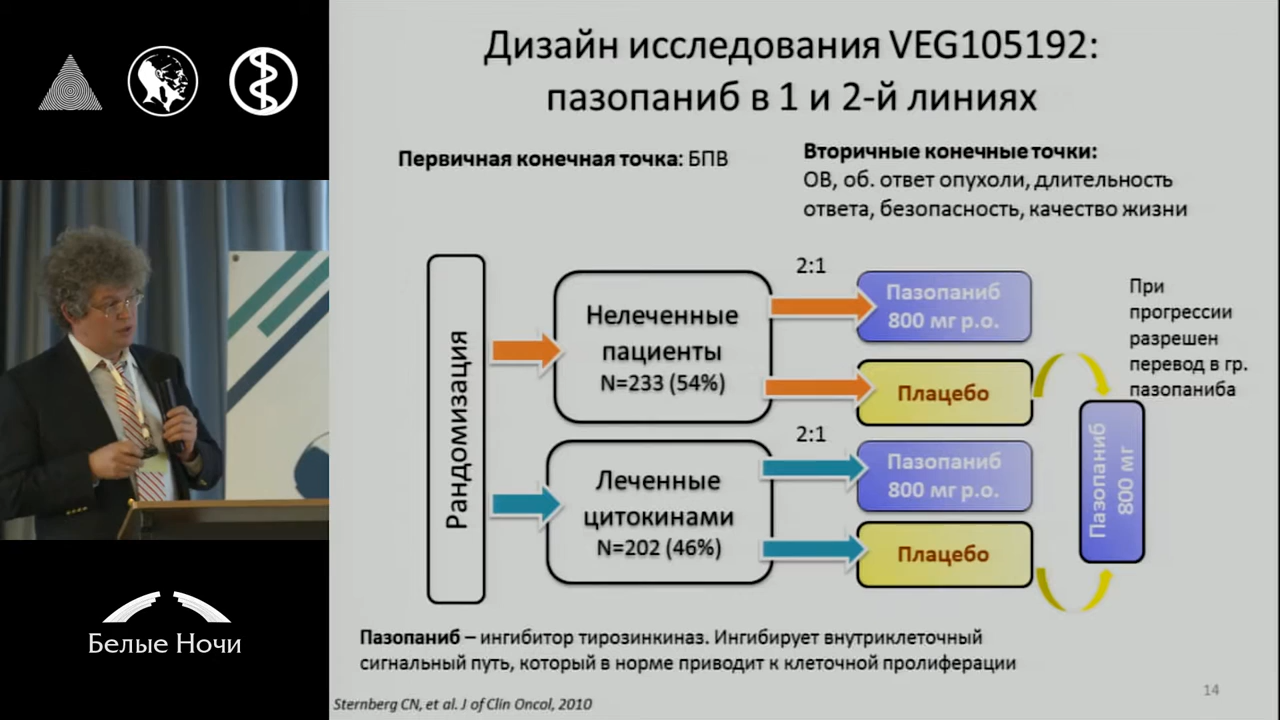 Дизайн исследования VEG105192:
пазопаниб в 1 и 2-й линиях
Первичная конечная точка: БПВ
Вторичные конечные точки:
ОВ, об. ответ опухоли, длительность
ответа, безопасность, качество жизни
Рандомизация
Нелеченные
пациенты
N=233 (54%)
2:1
Пазопаниб
800 мг p.o.
Плацебо
Леченные
цитокинами
N=202 (46%)
2:1
Пазопаниб
800 мг p.o.
Плацебо
При
прогрессии
разрешен
перевод в гр.
пазопаниба
Пазопаниб
800 мг
Пазопаниб – ингибитор тирозинкиназ. Ингибирует внутриклеточный
сигнальный путь, который в норме приводит к клеточной пролиферации
Sternberg CN, et al. J of Clin Oncol, 2010
14
Белые Ночи